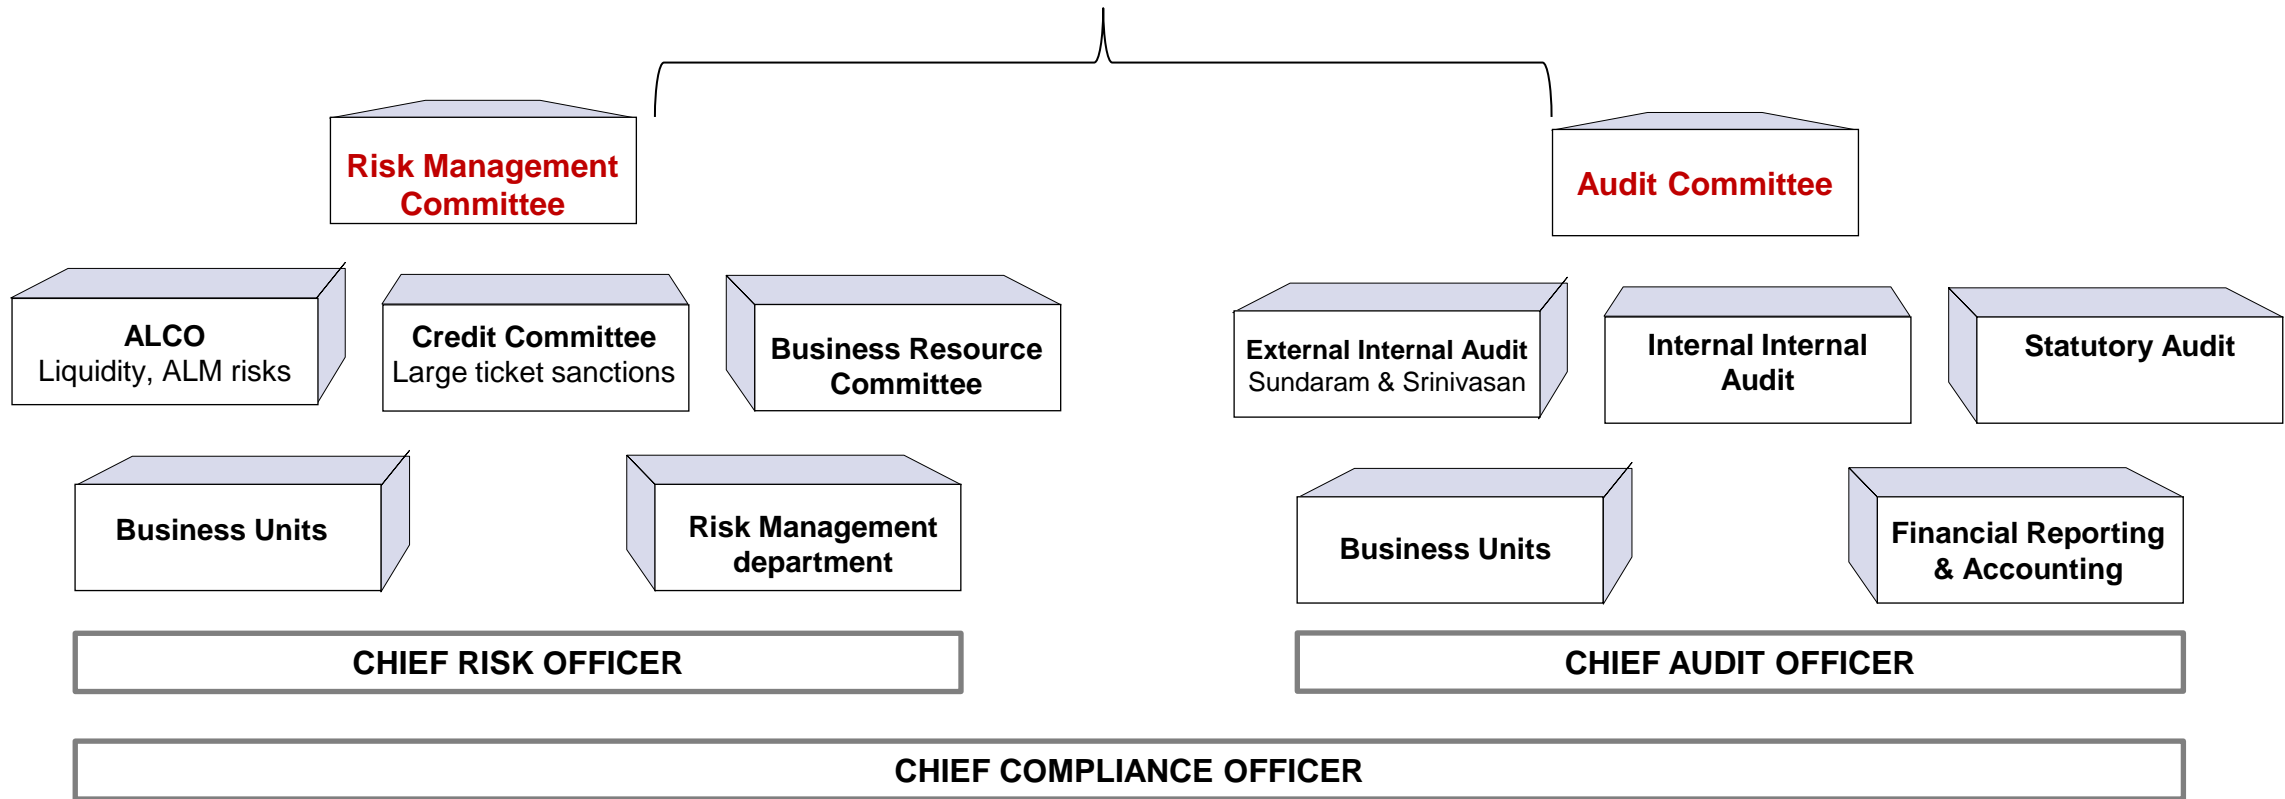 Risk Management
Committee
Audit Committee
ALCO
Liquidity, ALM risks
Credit Committee
Large ticket sanctions
Business Resource
Committee
External Internal Audit
Sundaram & Srinivasan
Internal Internal
Audit
Statutory Audit
Business Units
Risk Management
department
Business Units
Financial Reporting
& Accounting
CHIEF RISK OFFICER
CHIEF AUDIT OFFICER
CHIEF COMPLIANCE OFFICER